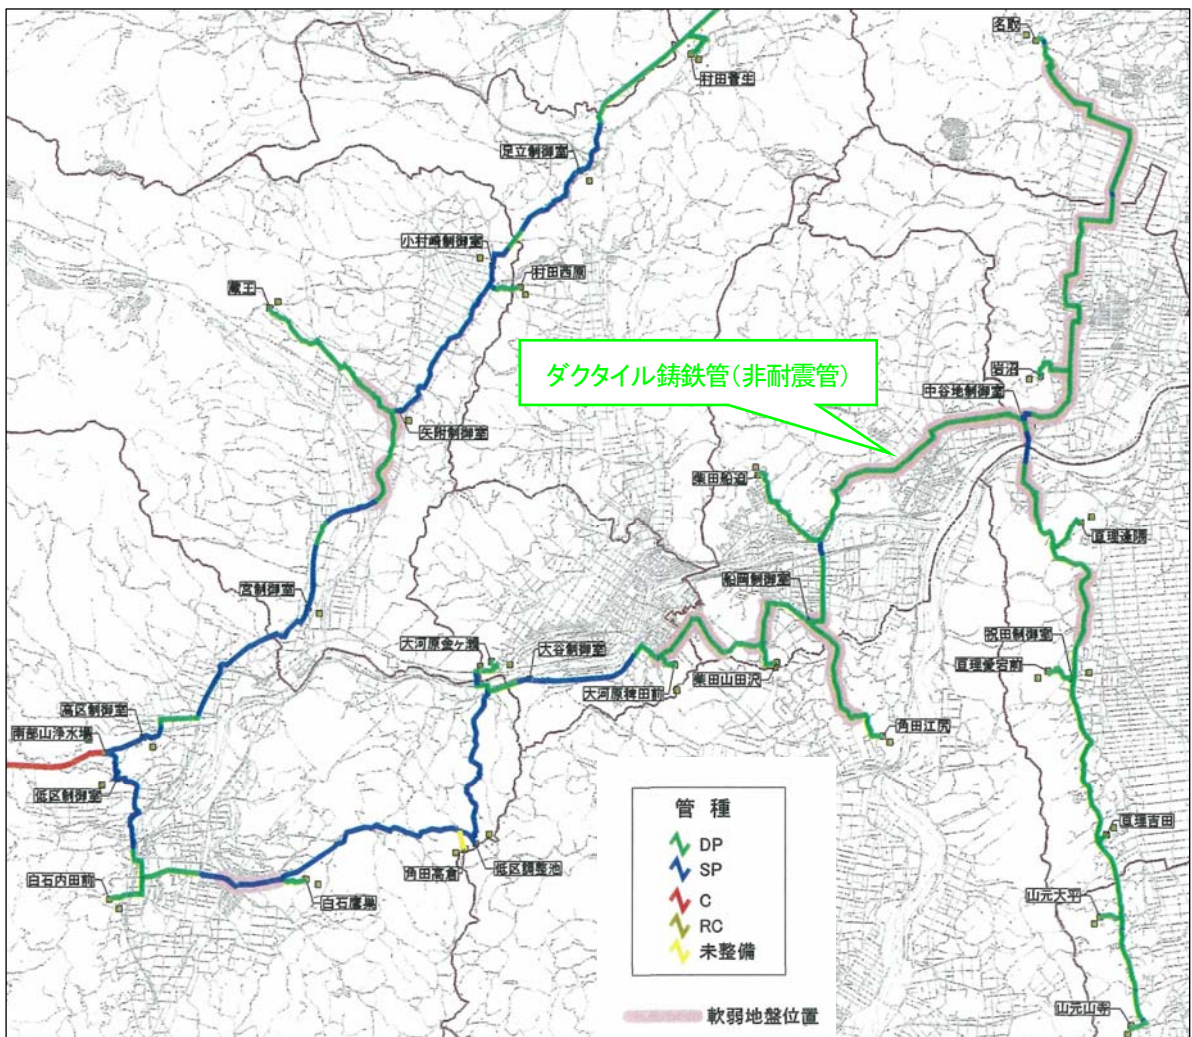 名取
村田菅生
足立制御室
小村崎制御室
村田西原
蔵王
ダクタイル鋳鉄管(非耐震管)
岩沼
中谷地制御室
矢附制御室
柴田船迫
亘理逢隈
船岡制御室
宮制御室
祝田制御室
大河原金ヶ瀬
大谷制御室
亘理愛宕前
大河原稗田前
柴田山田沢
高区制御室
角田江尻
南部山浄水場
低区制御室
管 種
DP
SP
C
RC
未整備
亘理吉田
角田高倉
低区調整池
白石内田前
白石鷹巣
山元大平
山元山寺
軟弱地盤位置